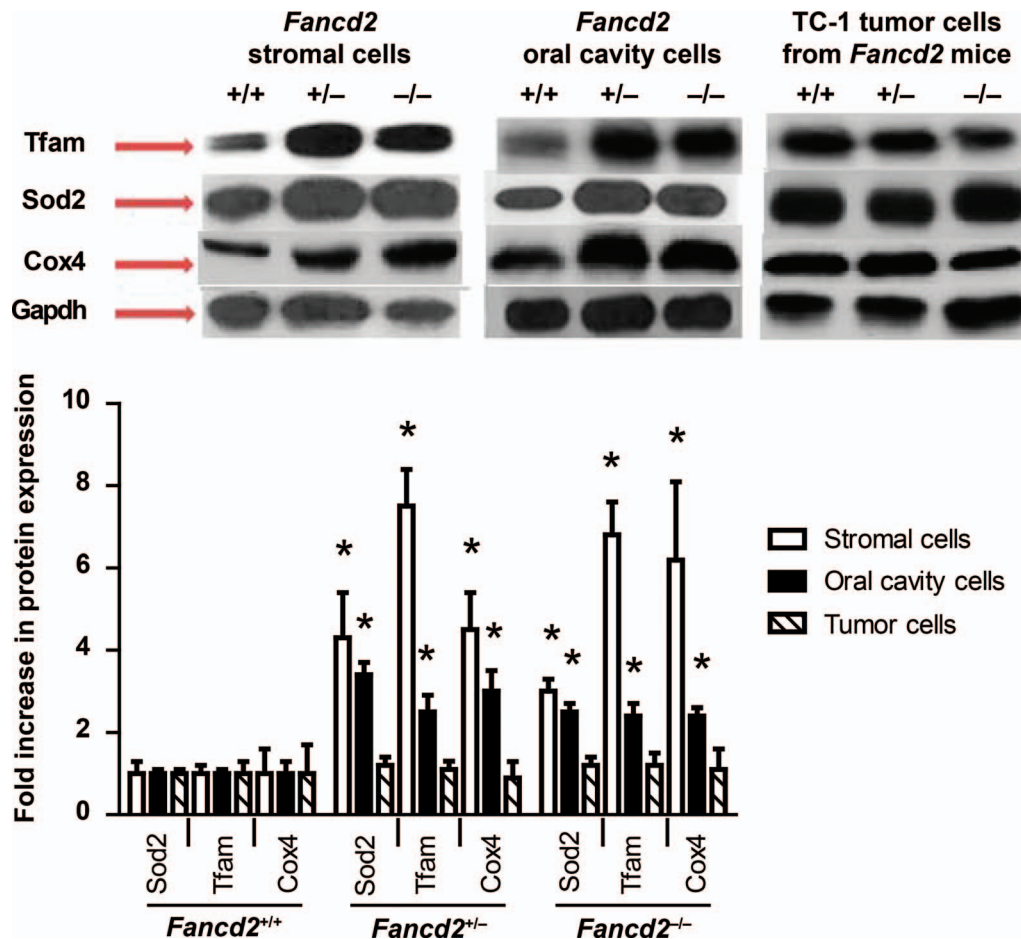 Fancd2
stromal cells
Fancd2
oral cavity cells
TC-1 tumor cells
from Fancd2 mice
+/+ +/– –/– +/+ +/– –/– +/+ +/– –/–
Tfam
Sod2
Cox4
Gapdh
Fold increase in protein expression
10
8
6
4
2
0
* * * * * * * * * * * *
Stromal cells
Oral cavity cells
Tumor cells
Sod2 Tfam Cox4 Sod2 Tfam Cox4 Sod2 Tfam Cox4
Fancd2+/+ Fancd2+/– Fancd2–/–